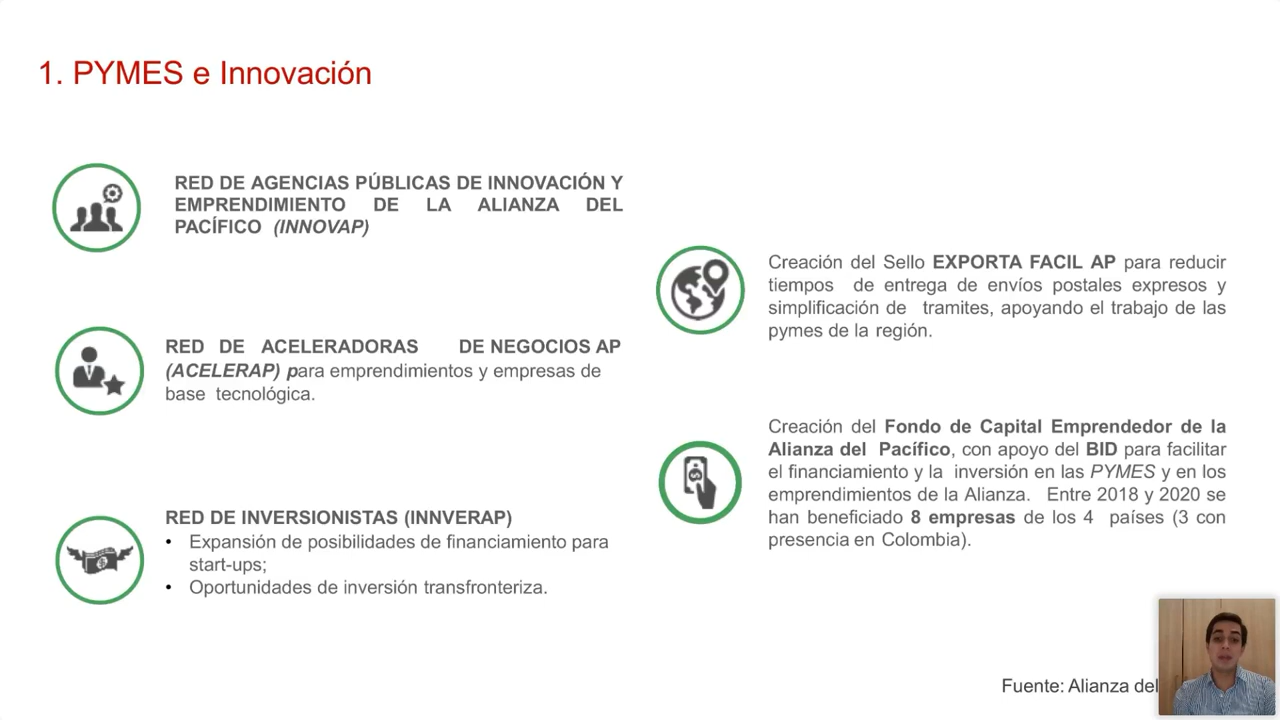 1. PYMES e Innovación
RED DE AGENCIAS PÚBLICAS DE INNOVACIÓN Y
EMPRENDIMIENTO DE LA ALIANZA DEL
PACÍFICO (INNOVAP)
RED DE ACELERADORAS DE NEGOCIOS AP
(ACELERAP) para emprendimientos y empresas de
base tecnológica.
RED DE INVERSIONISTAS (INNVERAP)
• Expansión de posibilidades de financiamiento para
start-ups;
• Oportunidades de inversión transfronteriza.
Creación del Sello EXPORTA FACIL AP para reducir
tiempos de entrega de envíos postales expresos y
simplificación de tramites, apoyando el trabajo de las
pymes de la región.
Creación del Fondo de Capital Emprendedor de la
Alianza del Pacífico, con apoyo del BID para facilitar
el financiamiento y la inversión en las PYMES y en los
emprendimientos de la Alianza. Entre 2018 y 2020 se
han beneficiado 8 empresas de los 4 países (3 con
presencia en Colombia).
Fuente: Alianza del